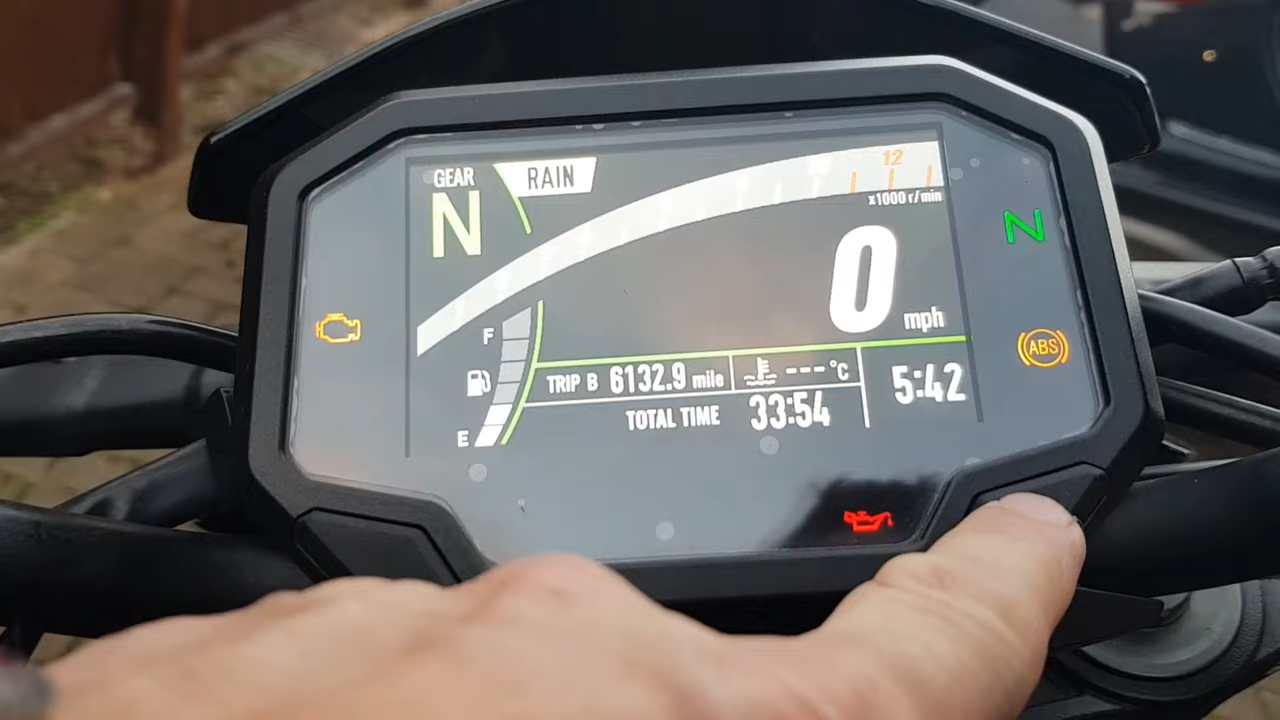 GEAR
N
RAIN
12
x1000 r/min
N
0
mph
F
E
ABS
TRIP B 6132.9 mile
---°C
5:42
TOTAL TIME 33:54